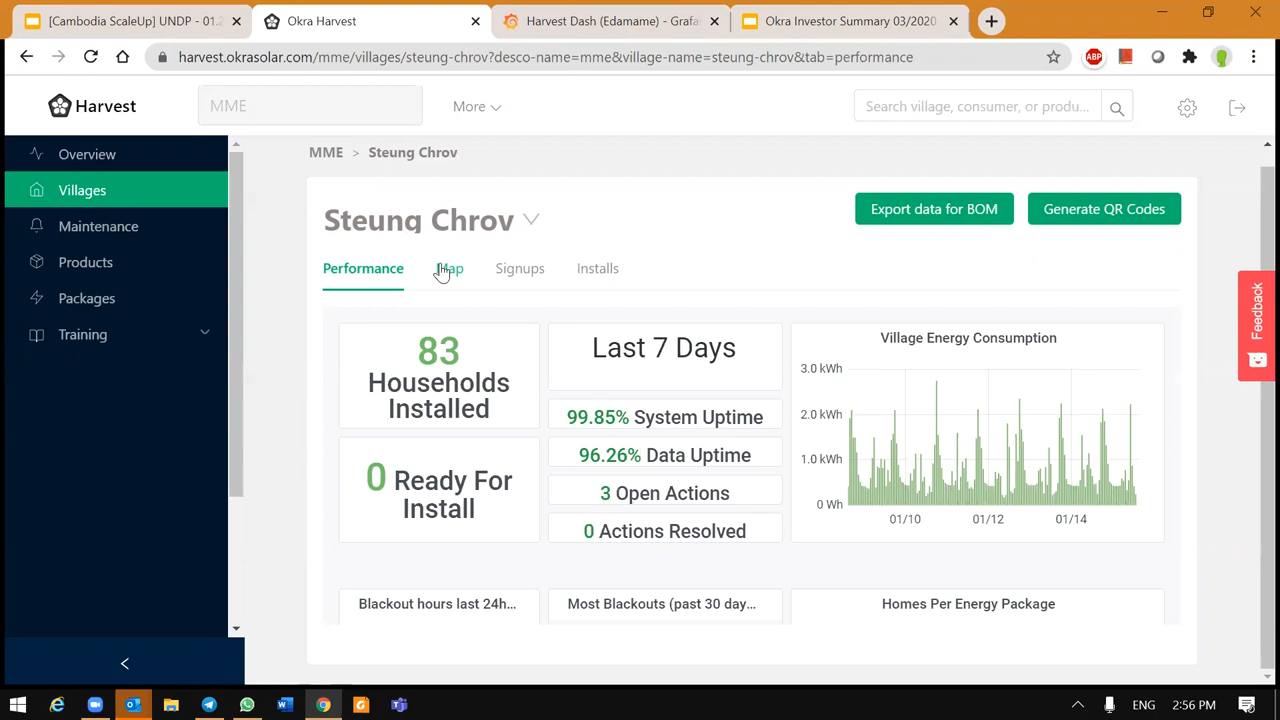 [Cambodia ScaleUp] UNDP - 01.2
Okra Harvest
Harvest Dash (Edamame) - Grafa
Okra Investor Summary 03/2020
harvest.okrasolar.com/mme/villages/steung-chrov?desco-name=mme&village-name=steung-chrov&tab=performance
ABP
Harvest
MME
More
Search village, consumer, or produ...
Overview
Villages
Maintenance
Products
Packages
Training
MME > Steung Chrov
Steung Chrov
Export data for BOM
Generate QR Codes
Performance
Map
Signups
Installs
83
Households
Installed
0 Ready For
Install
Last 7 Days
99.85% System Uptime
96.26% Data Uptime
3 Open Actions
0 Actions Resolved
Village Energy Consumption
3.0 kWh
2.0 kWh
1.0 kWh
0 Wh
01/10
01/12
01/14
Blackout hours last 24h...
Most Blackouts (past 30 day...
Homes Per Energy Package
Feedback
ENG
2:56 PM